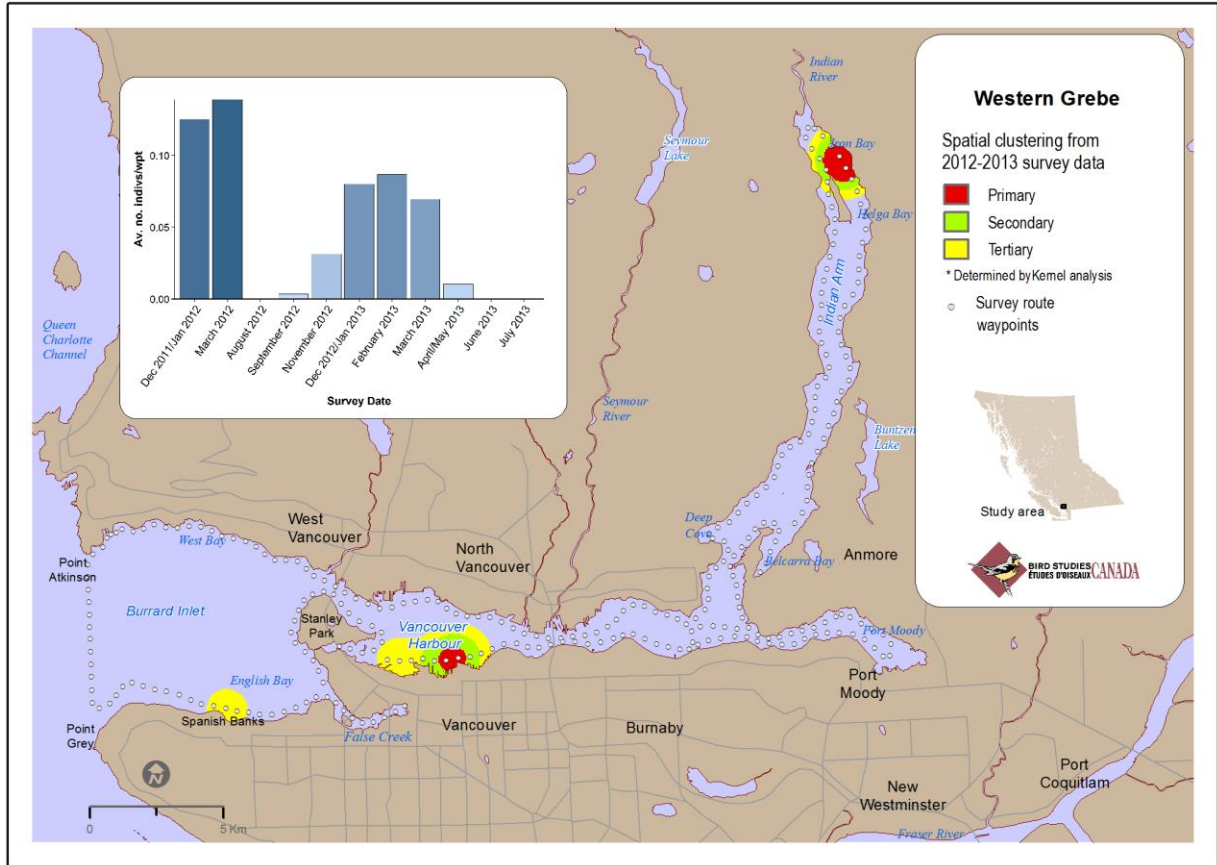 Av. no. indivs/wpt
0.10
0.05
0.00
Dec 2011/Jan 2012
March 2012
August 2012
September 2012
November 2012
Dec 2012/Jan 2013
February 2013
March 2013
April/May 2013
June 2013
July 2013
Survey Date
Western Grebe
Spatial clustering from
2012-2013 survey data
Primary
Secondary
Tertiary
* Determined by Kernel analysis
Survey route
waypoints
Study area
BIRD STUDIES
ÉTUDES D'OISEAUX
CANADA
Indian
River
Iron Bay
Helga Bay
Indian Arm
Seymour
Lake
Seymour
River
Buntzen
Lake
Queen
Charlotte
Channel
Deep
Cove
Belcarra Bay
Anmore
West
Vancouver
West Bay
North
Vancouver
Point
Atkinson
Burrard Inlet
Stanley
Park
Vancouver
Harbour
Port Moody
Port
Moody
English Bay
Spanish Banks
Point
Grey
False Creek
Vancouver
Burnaby
New
Westminster
Port
Coquitlam
Fraser River
N
0
5 Km